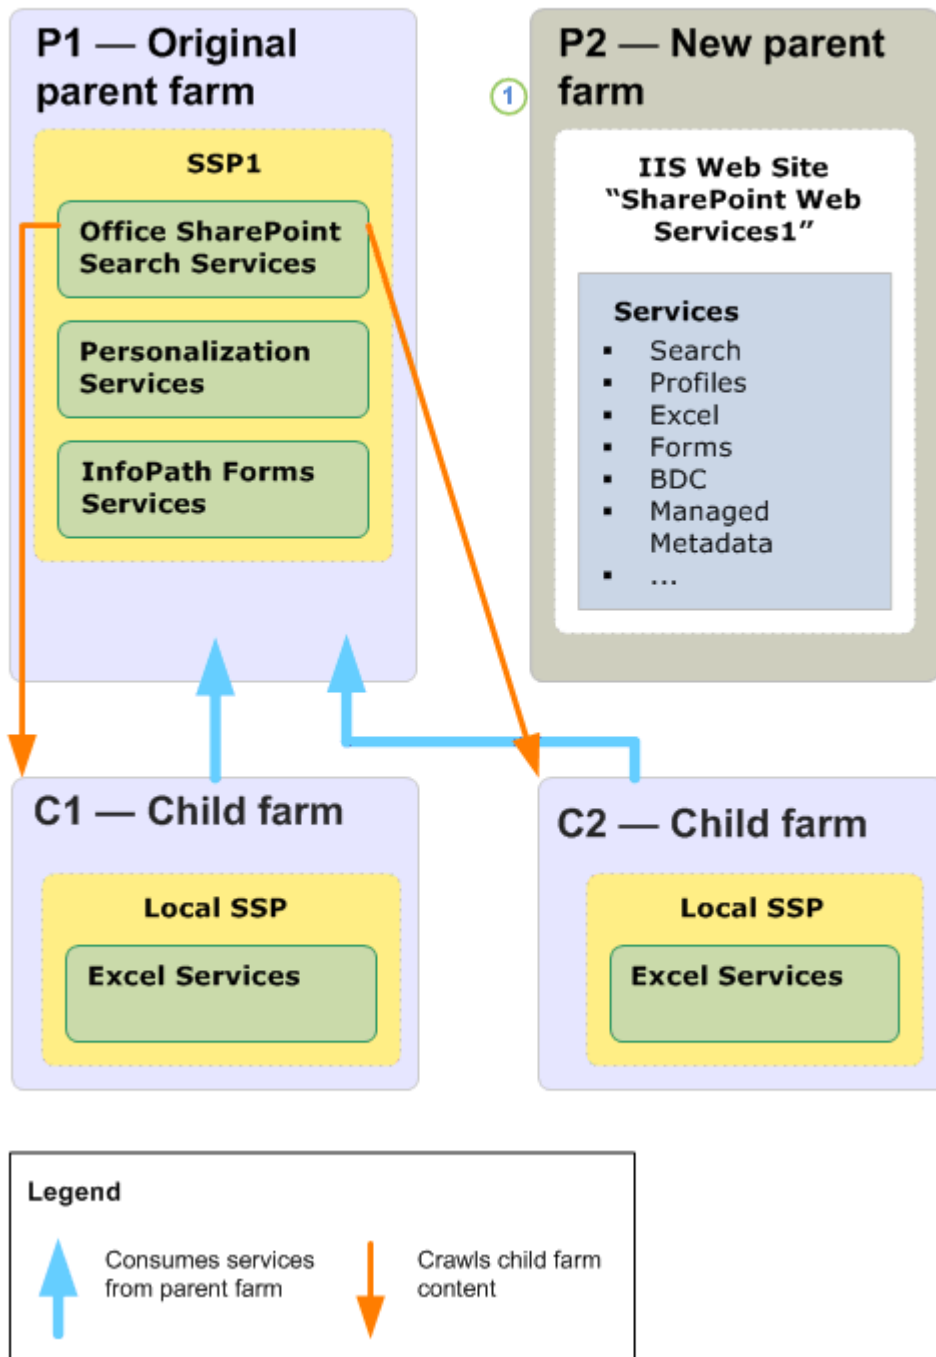 P1 — Original
parent farm
SSP1
Office SharePoint
Search Services
Personalization
Services
InfoPath Forms
Services
1
P2 — New parent
farm
IIS Web Site
“SharePoint Web
Services1”
Services
▪ Search
▪ Profiles
▪ Excel
▪ Forms
▪ BDC
▪ Managed
Metadata
▪ ...
C1 — Child farm
Local SSP
Excel Services
C2 — Child farm
Local SSP
Excel Services
Legend
Consumes services
from parent farm
Crawls child farm
content